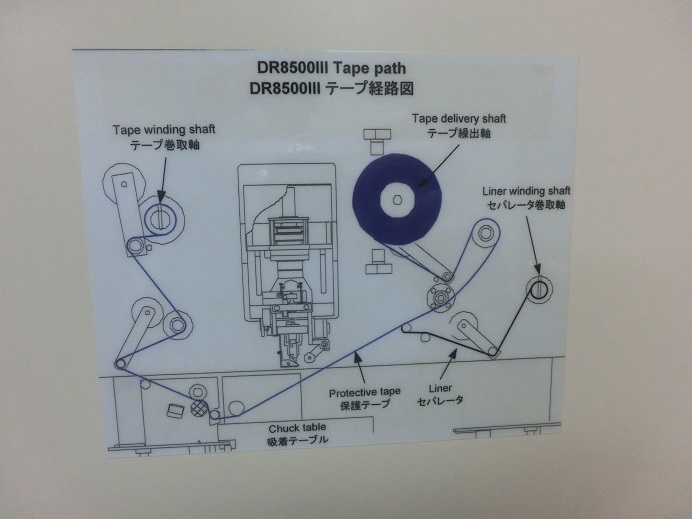 DR8500III Tape path
DR8500III テープ経路図
Tape winding shaft
テープ巻取軸
Tape delivery shaft
テープ繰出軸
Liner winding shaft
セパレータ巻取軸
Protective tape
保護テープ
Liner
セパレータ
Chuck table
吸着テーブル